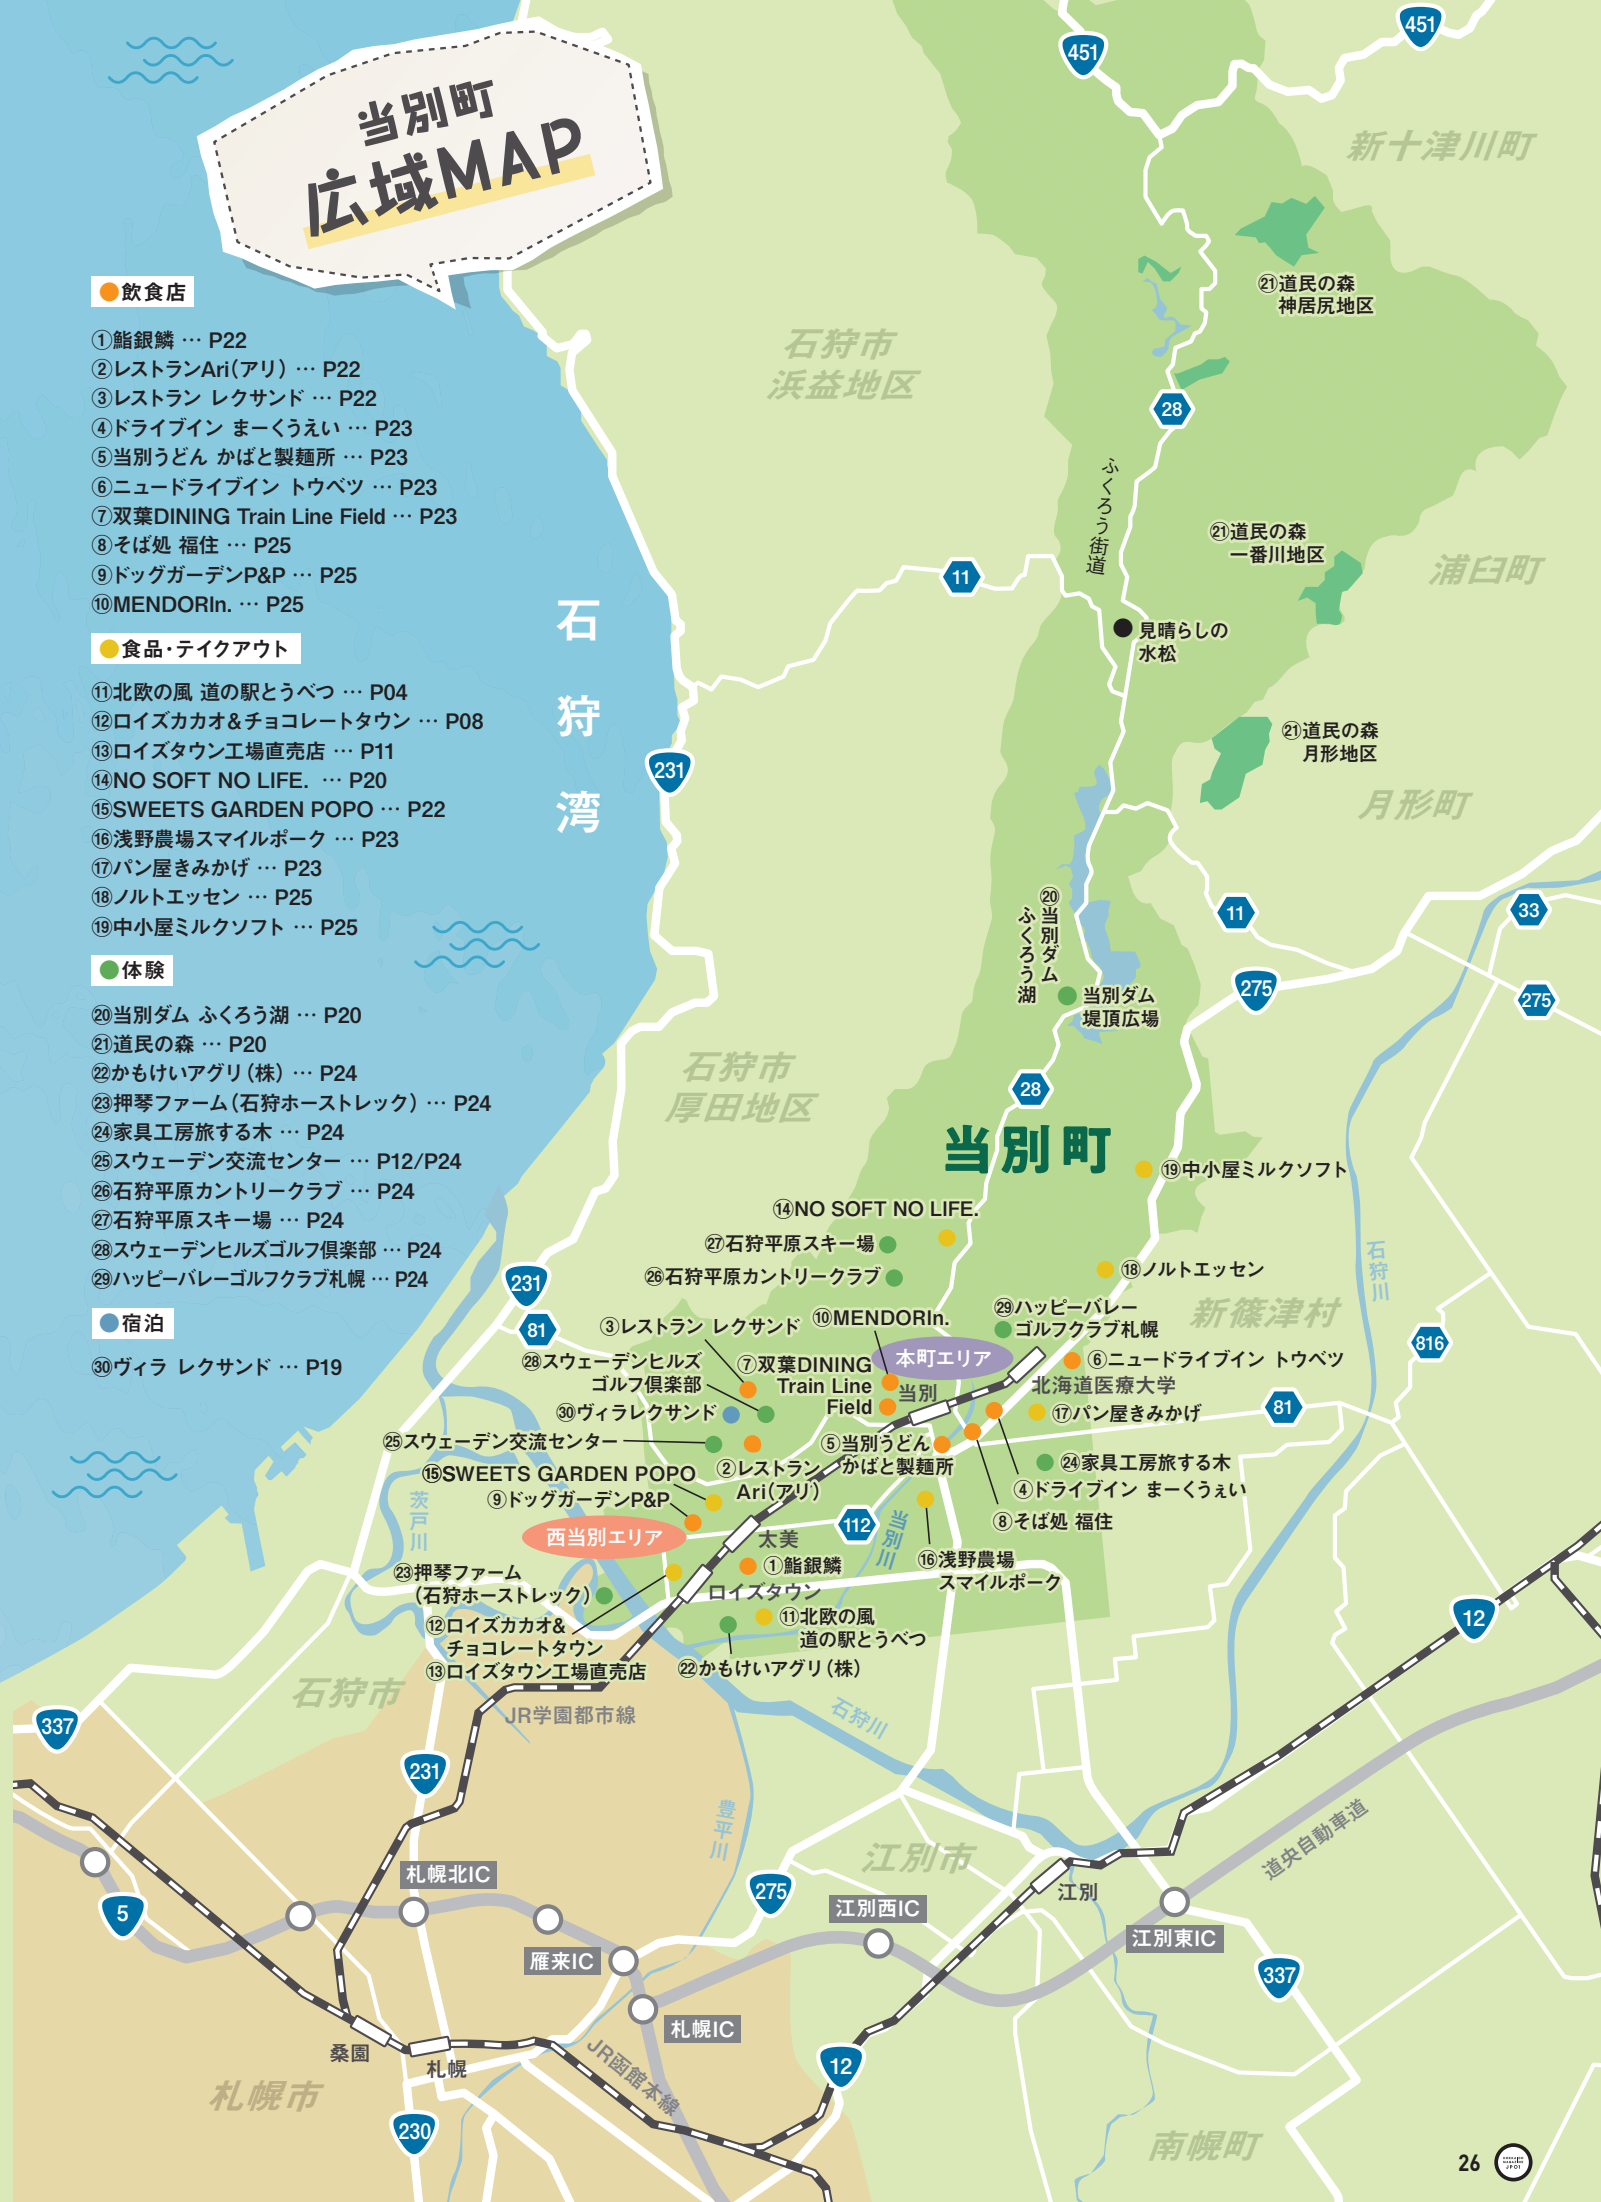 当別町
広域MAP
●飲食店
①鮨銀鱗 … P22
②レストランAri（アリ） … P22
③レストラン レクサンド … P22
④ドライブイン まーくうえい … P23
⑤当別うどん かばと製麺所 … P23
⑥ニュードライブイン トウベツ … P23
⑦双葉DINING Train Line Field … P23
⑧そば処 福住 … P25
⑨ドッグガーデンP&P … P25
⑩MENDORIn. … P25
●食品・テイクアウト
⑪北欧の風 道の駅とうべつ … P04
⑫ロイズカカオ&チョコレートタウン … P08
⑬ロイズタウン工場直売店 … P11
⑭NO SOFT NO LIFE. … P20
⑮SWEETS GARDEN POPO … P22
⑯浅野農場スマイルポーク … P23
⑰パン屋きみかげ … P23
⑱ノルトエッセン … P25
⑲中小屋ミルクソフト … P25
●体験
⑳当別ダム ふくろう湖 … P20
㉑道民の森 … P20
㉒かもけいアグリ（株） … P24
㉓押琴ファーム（石狩ホーストレック） … P24
㉔家具工房旅する木 … P24
㉕スウェーデン交流センター … P12/P24
㉖石狩平原カントリークラブ … P24
㉗石狩平原スキー場 … P24
㉘スウェーデンヒルズゴルフ倶楽部 … P24
㉙ハッピーバレーゴルフクラブ札幌 … P24
●宿泊
㉚ヴィラ レクサンド … P19
石狩湾
451
451
新十津川町
㉑道民の森
神居尻地区
石狩市
浜益地区
28
ふくろう街道
㉑道民の森
一番川地区
浦臼町
11
見晴らしの
水松
㉑道民の森
月形地区
月形町
231
⑳当別ダム
ふくろう湖
11
33
275
275
当別ダム
堤頂広場
石狩市
厚田地区
28
当別町
⑲中小屋ミルクソフト
⑭NO SOFT NO LIFE.
㉗石狩平原スキー場
㉖石狩平原カントリークラブ
⑱ノルトエッセン
石狩川
新篠津村
231
81
816
③レストラン レクサンド
⑩MENDORIn.
㉙ハッピーバレー
ゴルフクラブ札幌
本町エリア
㉘スウェーデンヒルズ
ゴルフ倶楽部
⑦双葉DINING
Train Line
Field
当別
⑥ニュードライブイン トウベツ
北海道医療大学
㉚ヴィラレクサンド
⑰パン屋きみかげ
81
㉕スウェーデン交流センター
⑤当別うどん
かばと製麺所
②レストラン
Ari（アリ）
㉔家具工房旅する木
⑮SWEETS GARDEN POPO
⑨ドッグガーデンP&P
④ドライブイン まーくうぇい
茨戸川
⑧そば処 福住
西当別エリア
太美
112
当別川
⑯浅野農場
スマイルポーク
㉓押琴ファーム
（石狩ホーストレック）
①鮨銀鱗
ロイズタウン
⑫ロイズカカオ&
チョコレートタウン
⑬ロイズタウン工場直売店
⑪北欧の風
道の駅とうべつ
㉒かもけいアグリ（株）
12
石狩市
JR学園都市線
石狩川
337
231
豊平川
江別市
道央自動車道
札幌北IC
275
江別
5
江別西IC
江別東IC
雁来IC
337
札幌IC
桑園
札幌
JR函館本線
12
札幌市
230
南幌町
26